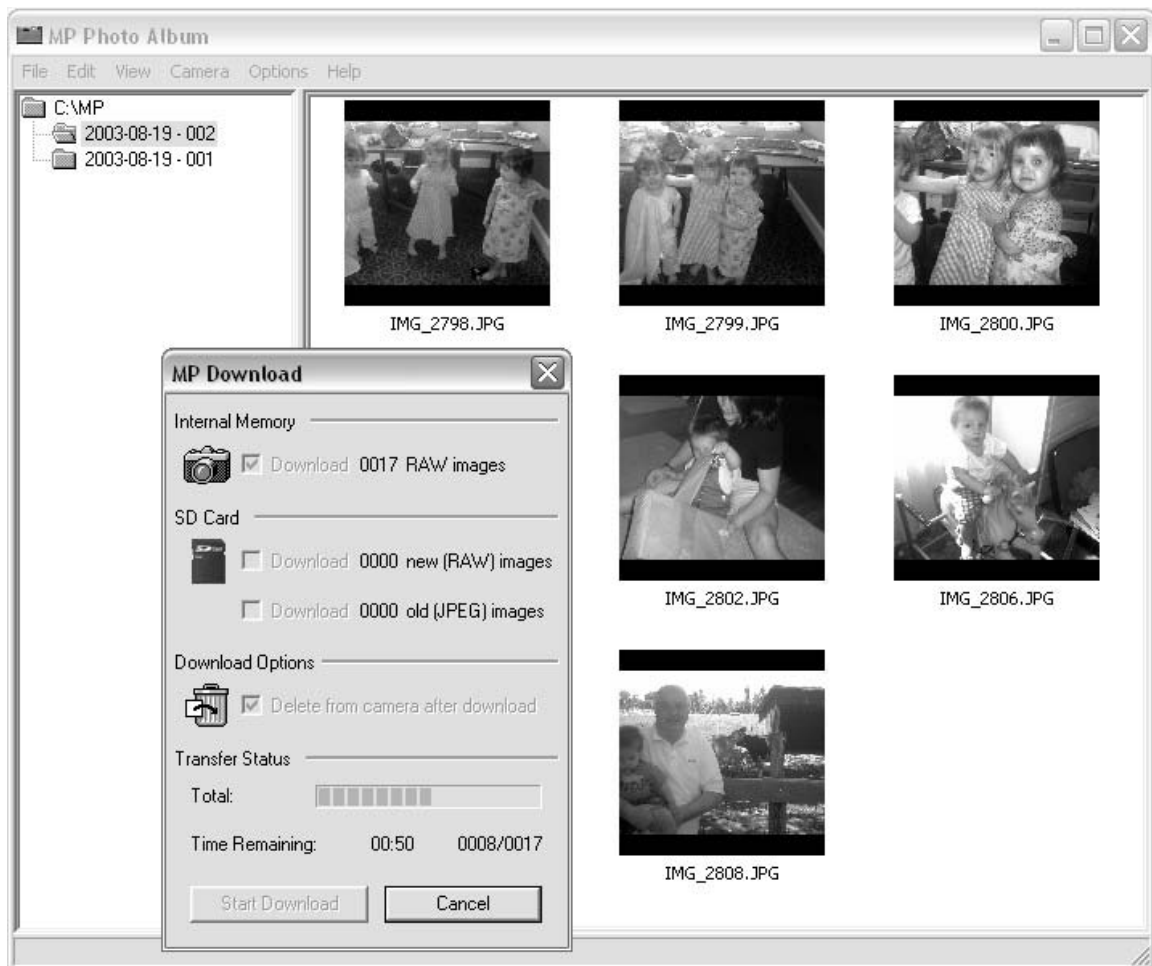 MP Photo Album
File Edit View Camera Options Help
C:\MP
2003-08-19 - 002
2003-08-19 - 001
IMG_2798.JPG
IMG_2799.JPG
IMG_2800.JPG
MP Download
Internal Memory
Download 0017 RAW images
SD Card
Download 0000 new (RAW) images
Download 0000 old (JPEG) images
Download Options
Delete from camera after download
Transfer Status
Total:
Time Remaining: 00:50 0008/0017
Start Download Cancel
IMG_2802.JPG
IMG_2806.JPG
IMG_2808.JPG